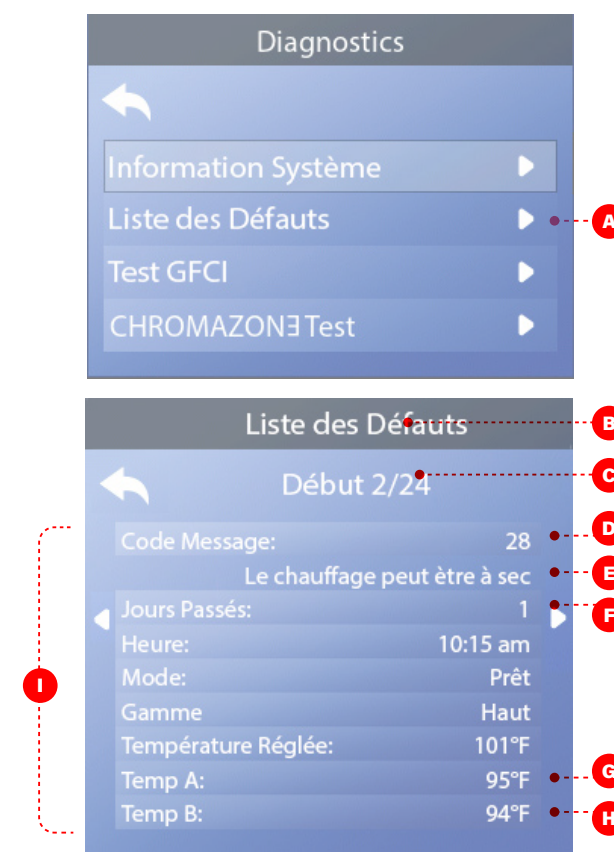 Diagnostics
Information Système
Liste des Défauts
A
Test GFCI
CHROMAZONƎ Test
Liste des Défauts
B
Début 2/24
C
Code Message: 28
D
Le chauffage peut ètre à sec
E
Jours Passés: 1
F
Heure: 10:15 am
Mode: Prêt
I
Gamme Haut
Température Réglée: 101°F
Temp A: 95°F
G
Temp B: 94°F
H